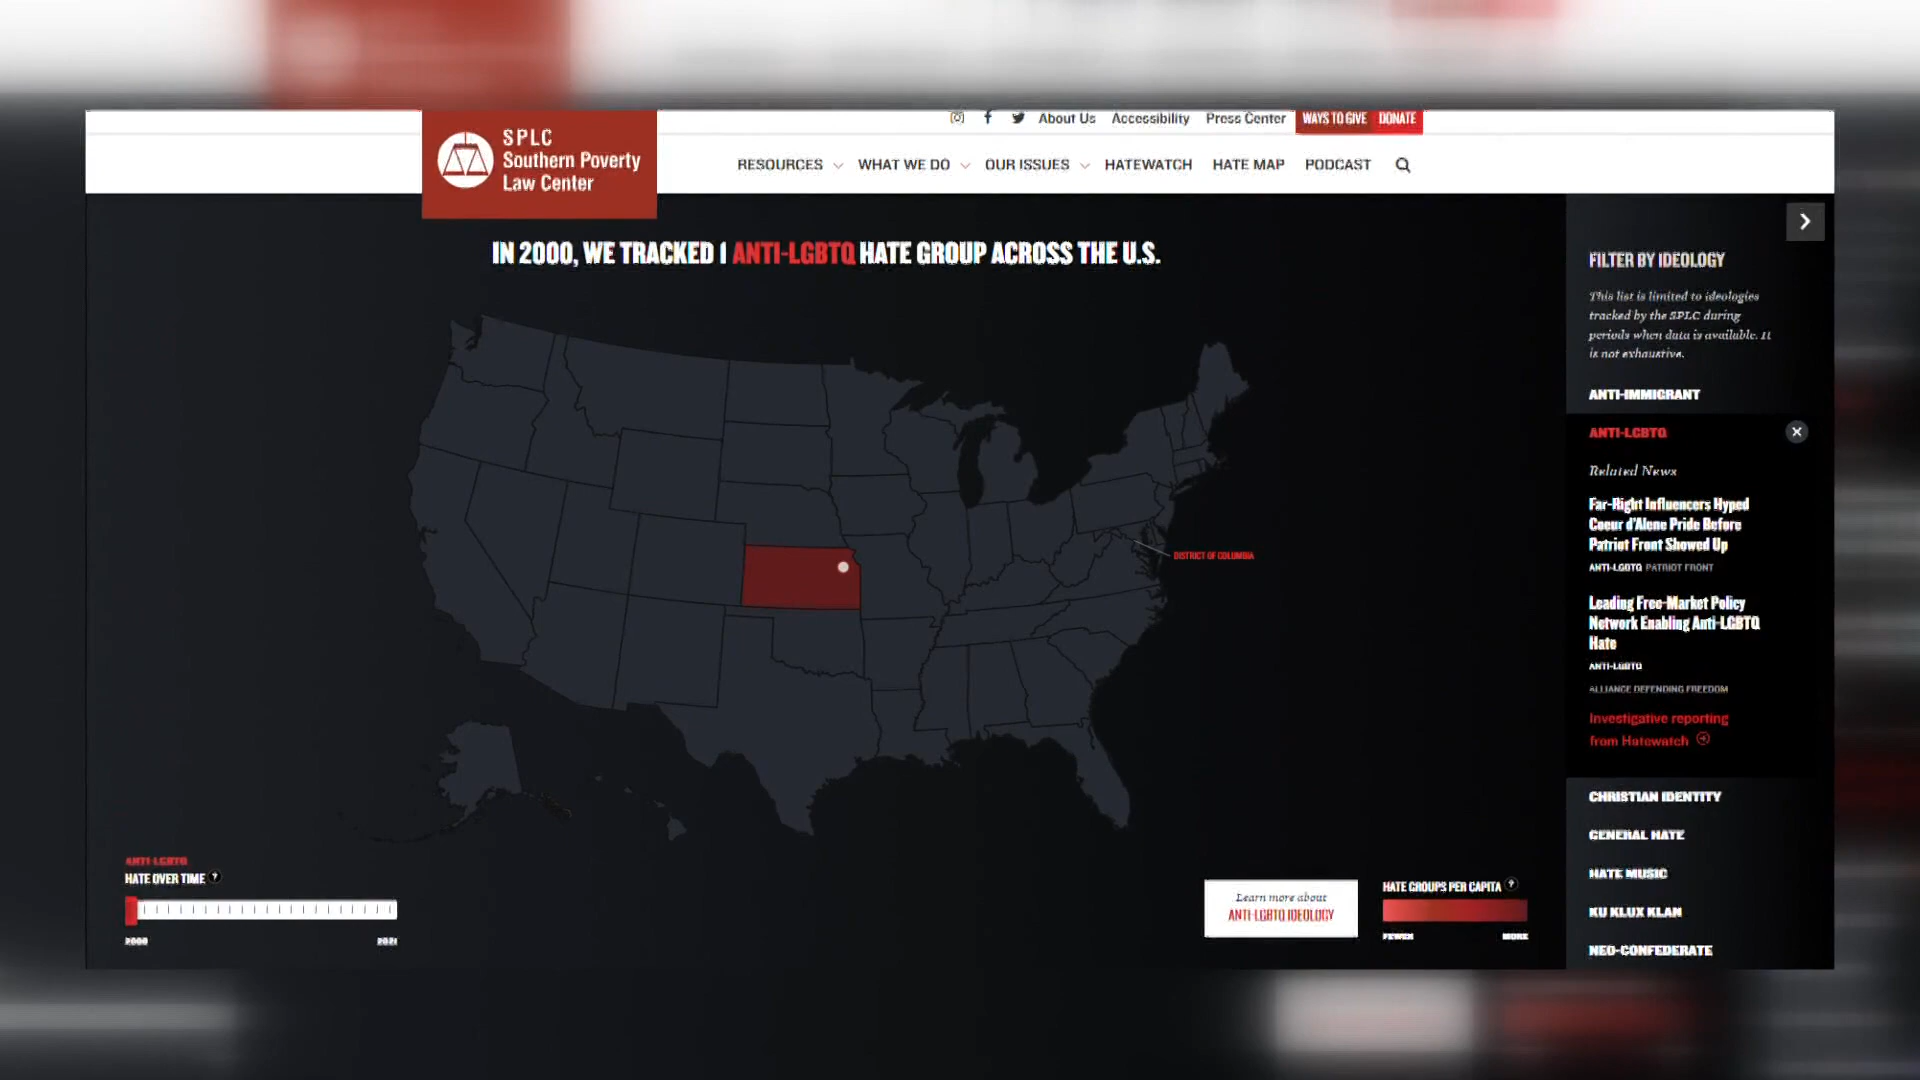 About Us Accessibility Press Center WAYS TO GIVE DONATE
SPLC
Southern Poverty
Law Center
RESOURCES WHAT WE DO OUR ISSUES HATEWATCH HATE MAP PODCAST
IN 2000, WE TRACKED 1 ANTI-LGBTQ HATE GROUP ACROSS THE U.S.
DISTRICT OF COLUMBIA
FILTER BY IDEOLOGY
This list is limited to ideologies
tracked by the SPLC during
periods when data is available. It
is not exhaustive.
ANTI-IMMIGRANT
ANTI-LGBTQ
Related News
Far-Right Influencers Hyped
Coeur d'Alene Pride Before
Patriot Front Showed Up
ANTI-LGBTQ PATRIOT FRONT
Leading Free-Market Policy
Network Enabling Anti-LGBTQ
Hate
ANTI-LGBTQ
ALLIANCE DEFENDING FREEDOM
Investigative reporting
from Hatewatch
CHRISTIAN IDENTITY
GENERAL HATE
HATE MUSIC
KU KLUX KLAN
NEO-CONFEDERATE
ANTI-LGBTQ
HATE OVER TIME ?
2000 2021
Learn more about
ANTI-LGBTQ IDEOLOGY
HATE GROUPS PER CAPITA ?
FEWER MORE